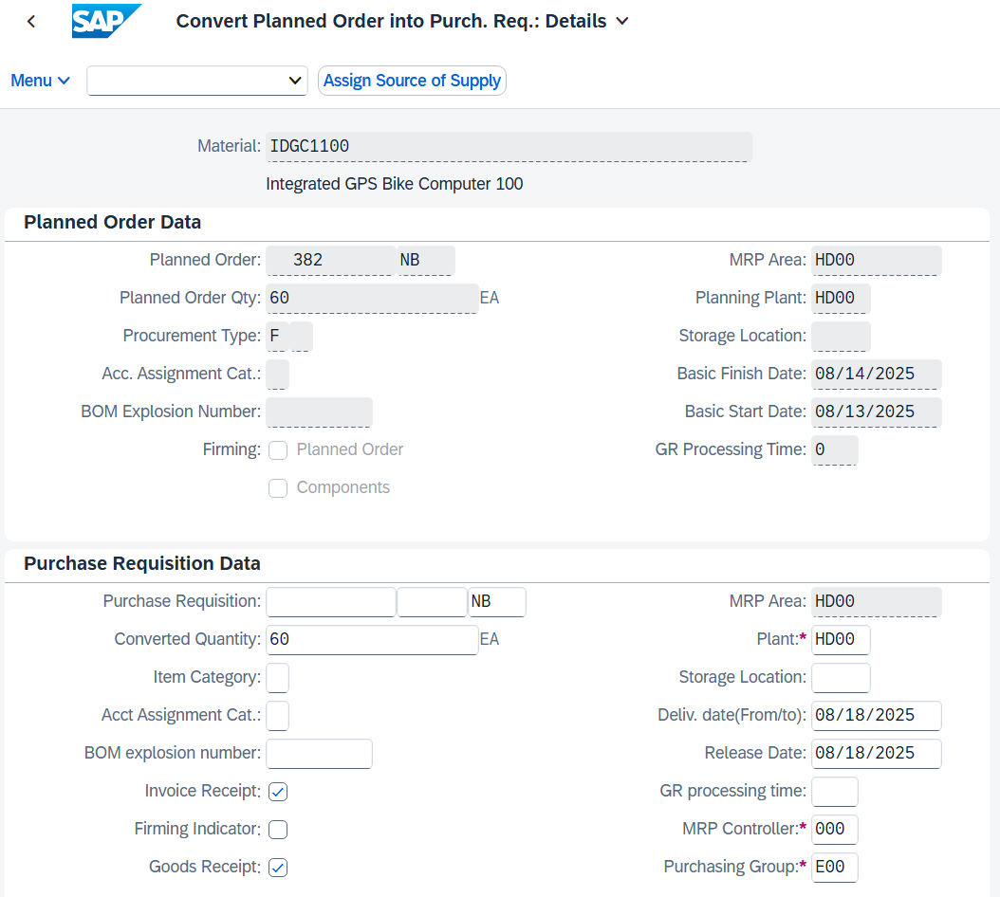 SAP Convert Planned Order into Purch. Req.: Details
Menu Assign Source of Supply
Material: IDGC1100
Integrated GPS Bike Computer 100
Planned Order Data
Planned Order: 382 NB MRP Area: HD00
Planned Order Qty: 60 EA Planning Plant: HD00
Procurement Type: F Storage Location:
Acc. Assignment Cat.: Basic Finish Date: 08/14/2025
BOM Explosion Number: Basic Start Date: 08/13/2025
Firming: Planned Order GR Processing Time: 0
Components
Purchase Requisition Data
Purchase Requisition: NB MRP Area: HD00
Converted Quantity: 60 EA Plant:* HD00
Item Category: Storage Location:
Acct Assignment Cat.: Deliv. date(From/to): 08/18/2025
BOM explosion number: Release Date: 08/18/2025
Invoice Receipt: GR processing time:
Firming Indicator: MRP Controller:* 000
Goods Receipt: Purchasing Group:* E00